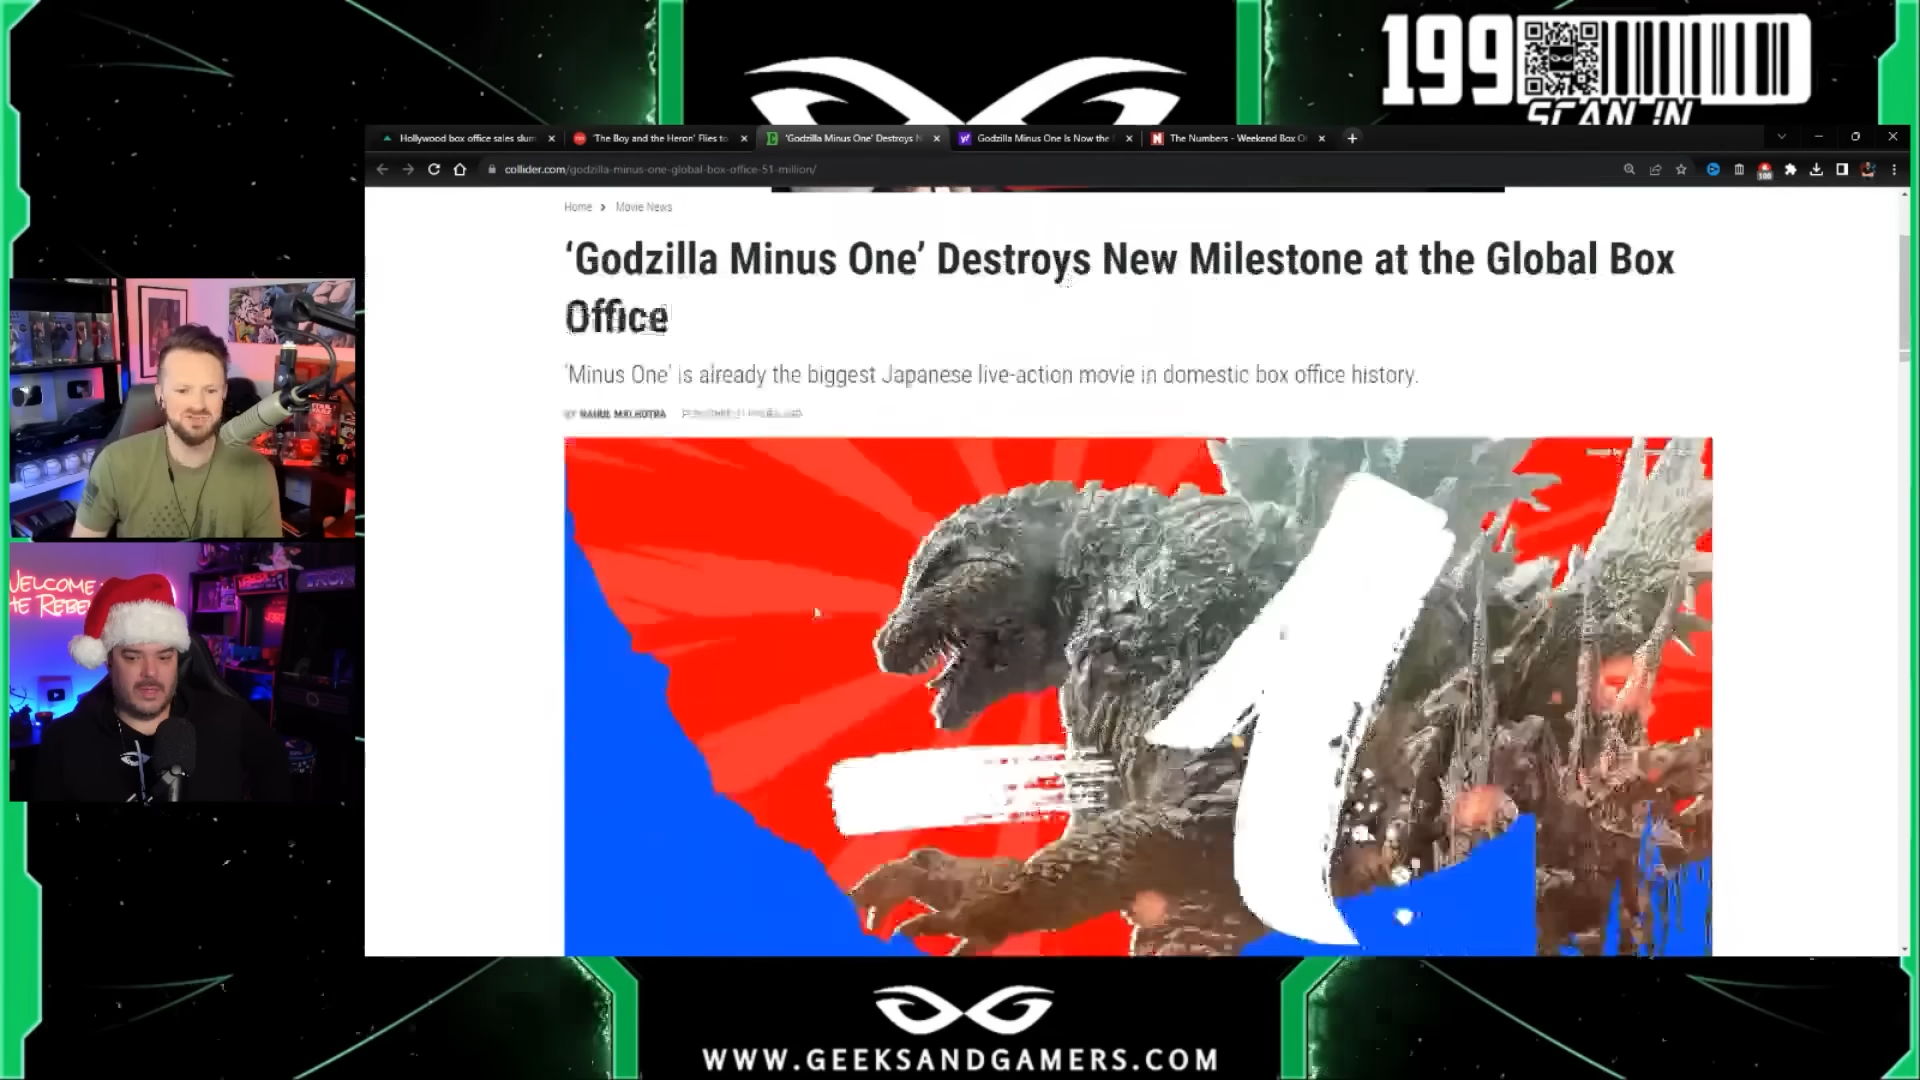 199
SCAN IN
Hollywood box office sales slum
'The Boy and the Heron' Flies to
'Godzilla Minus One' Destroys N
Godzilla Minus One Is Now the
The Numbers - Weekend Box O
collider.com/godzilla-minus-one-global-box-office-51-million/
Home > Movie News
‘Godzilla Minus One’ Destroys New Milestone at the Global Box
Office
‘Minus One’ is already the biggest Japanese live-action movie in domestic box office history.
BY RAHUL MALHOTRA
WELCOME
WWW.GEEKSANDGAMERS.COM